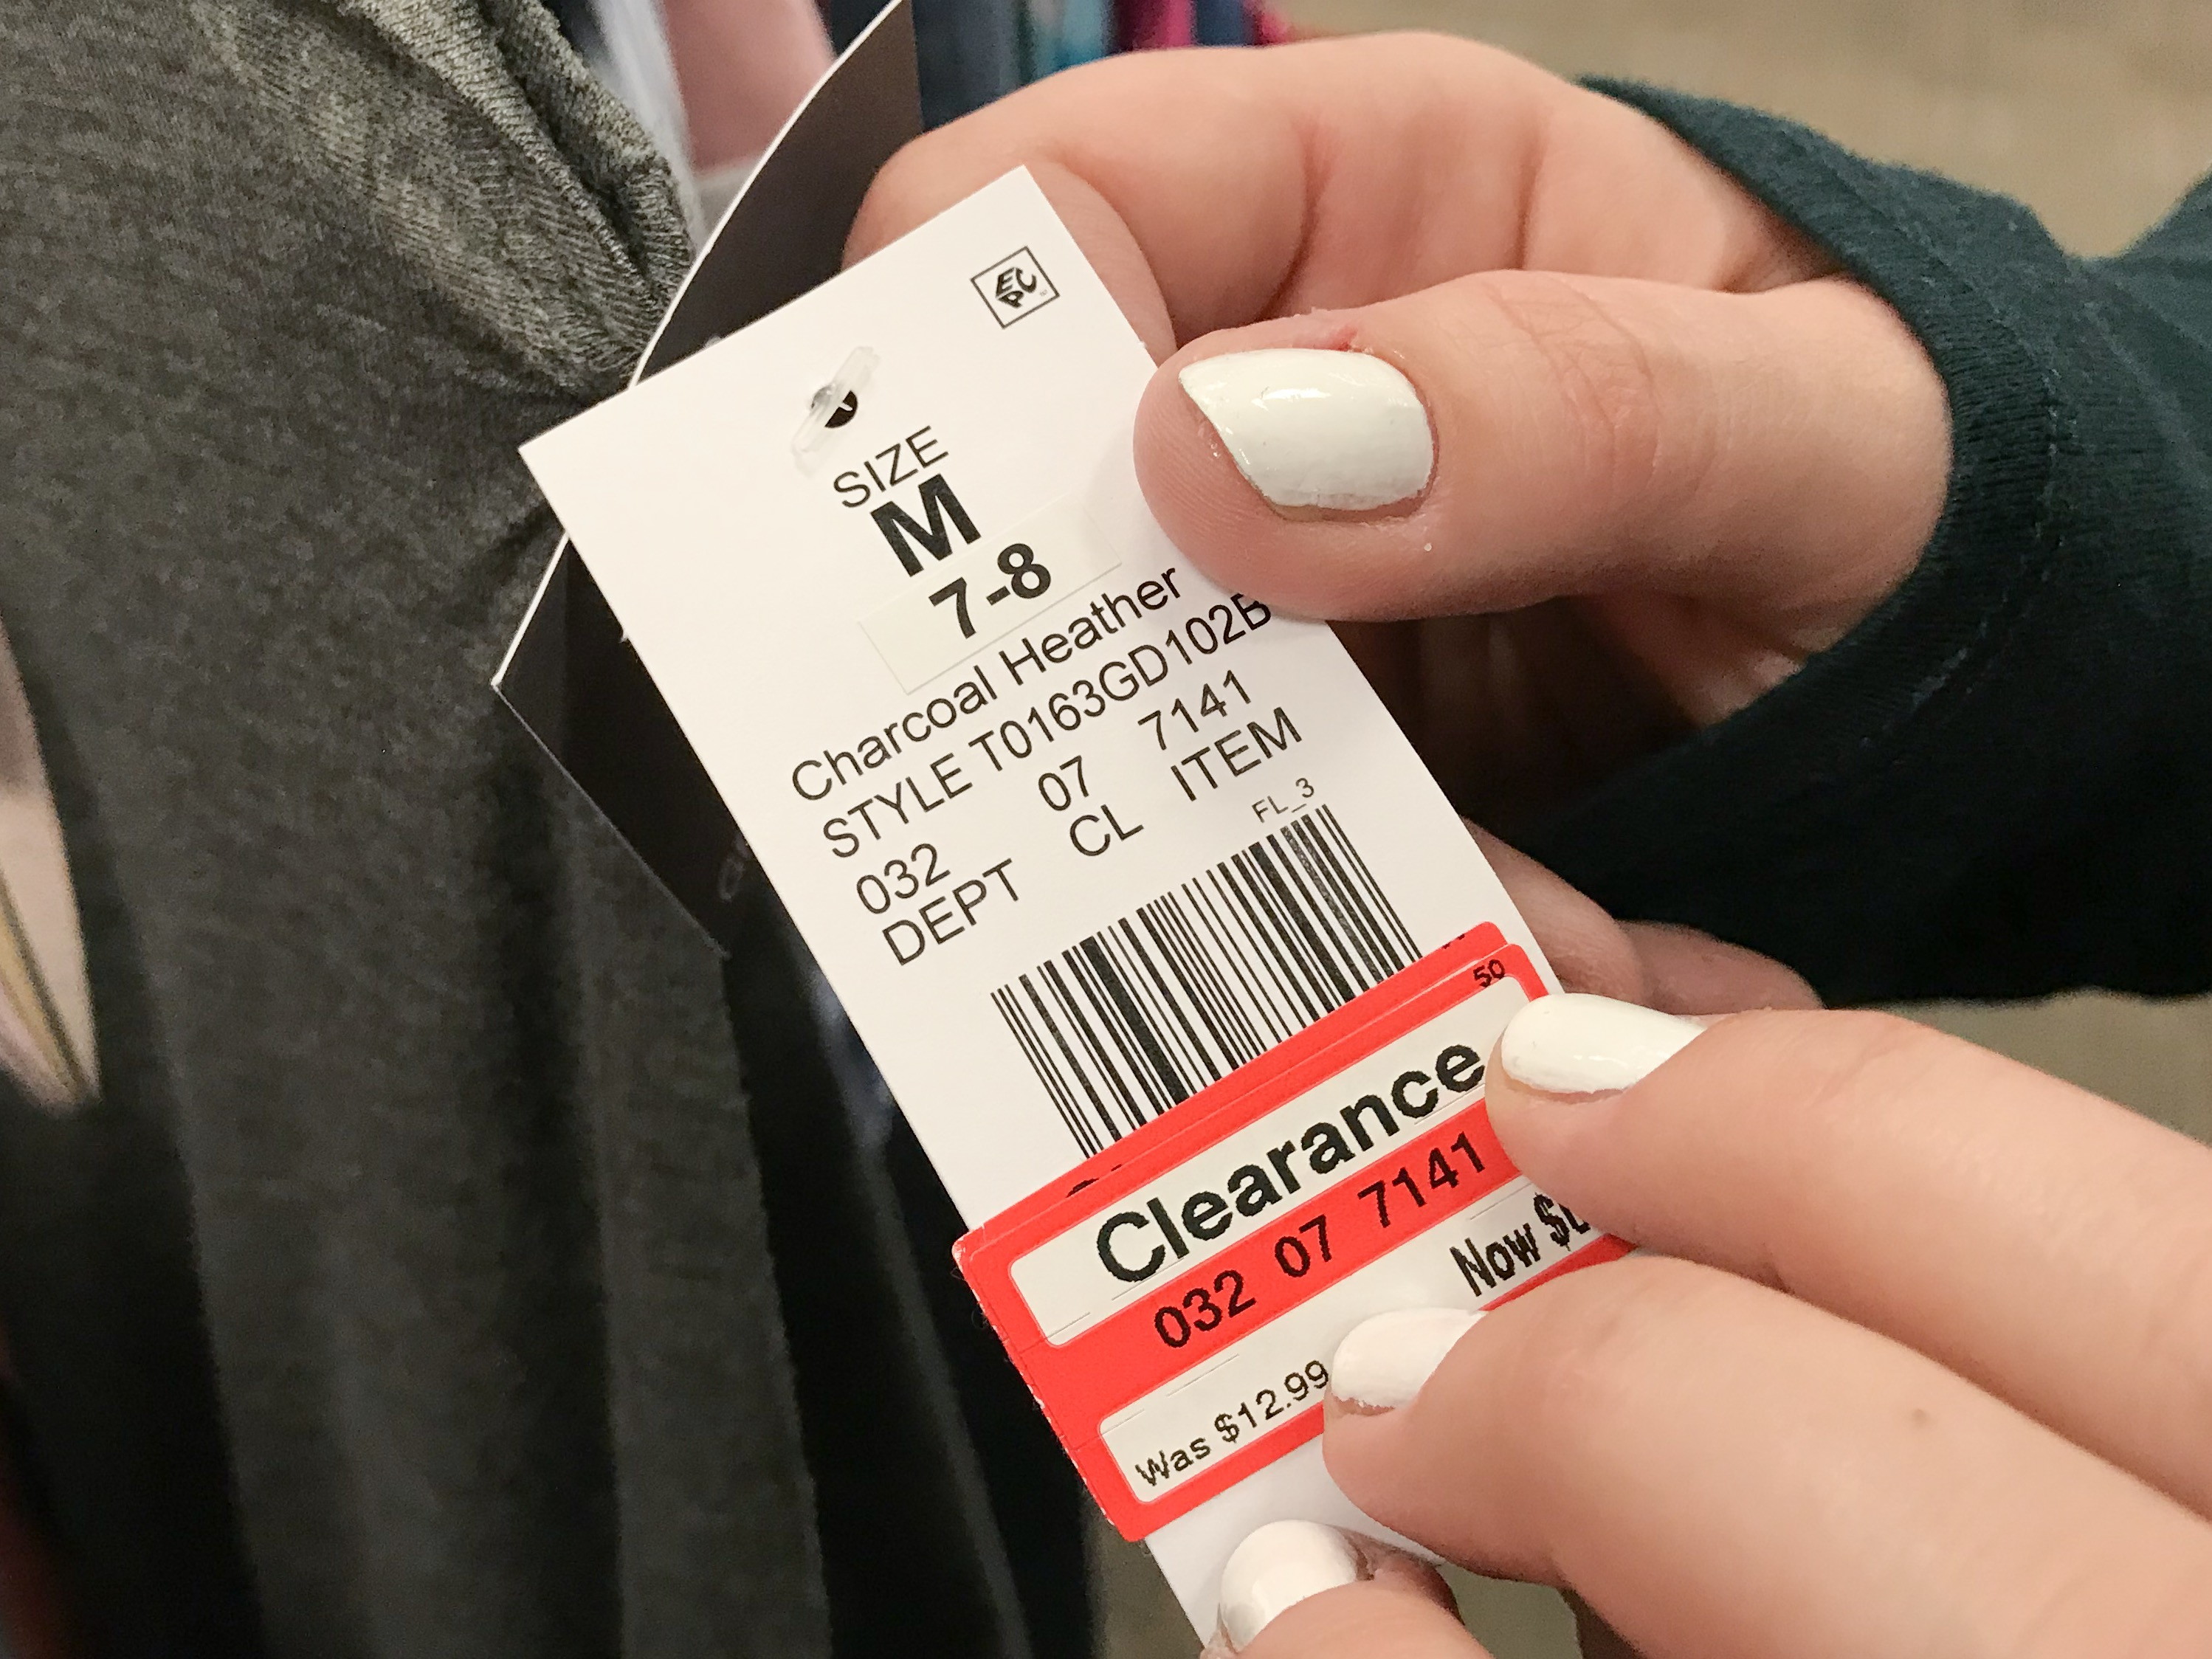 EPC
SIZE
M
7-8
Charcoal Heather
STYLE T0163GD102B
032 07 7141
DEPT CL ITEM
FL_3
50
Clearance
032 07 7141
Now $
Was $12.99